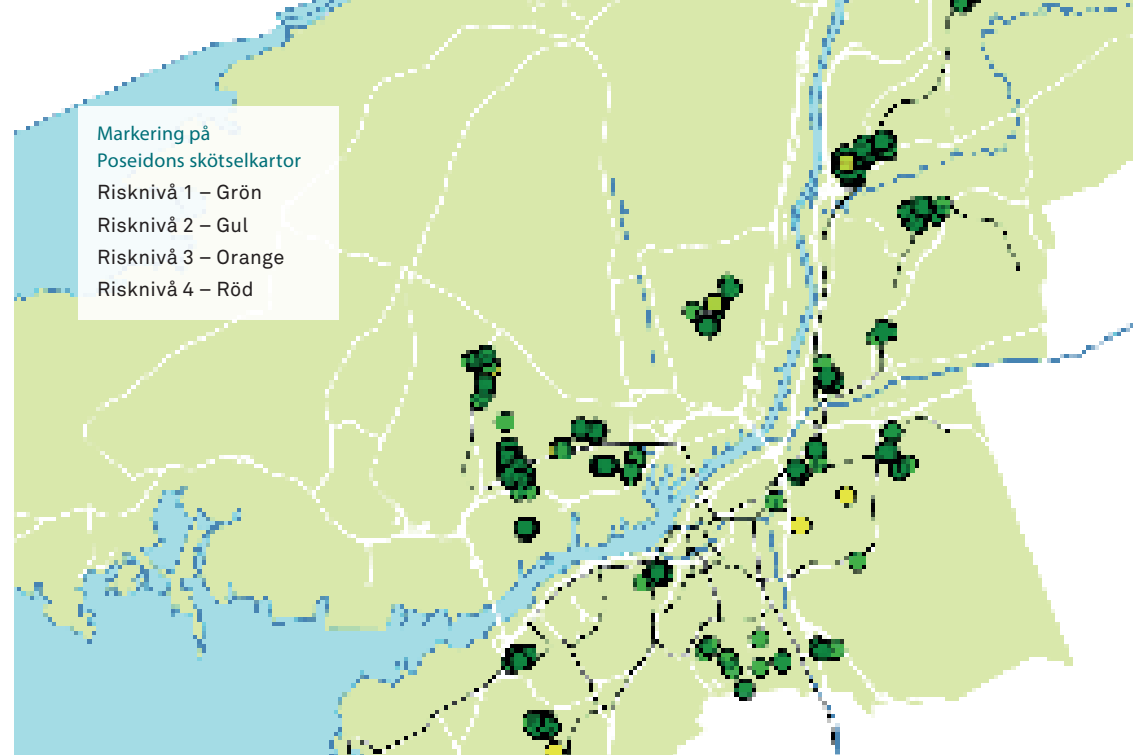 Markering på
Poseidons skötselkartor
Risknivå 1 – Grön
Risknivå 2 – Gul
Risknivå 3 – Orange
Risknivå 4 – Röd